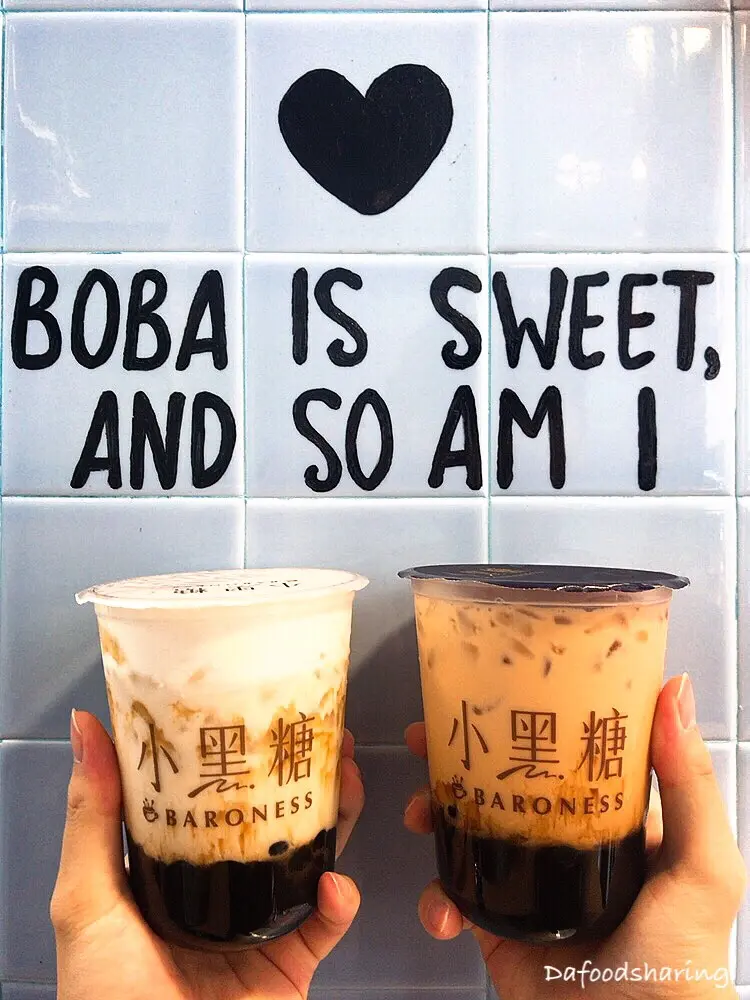 BOBA IS SWEET,
AND SO AM I
小黑糖
BARONESS
小黑糖
BARONESS
Dafoodsharing